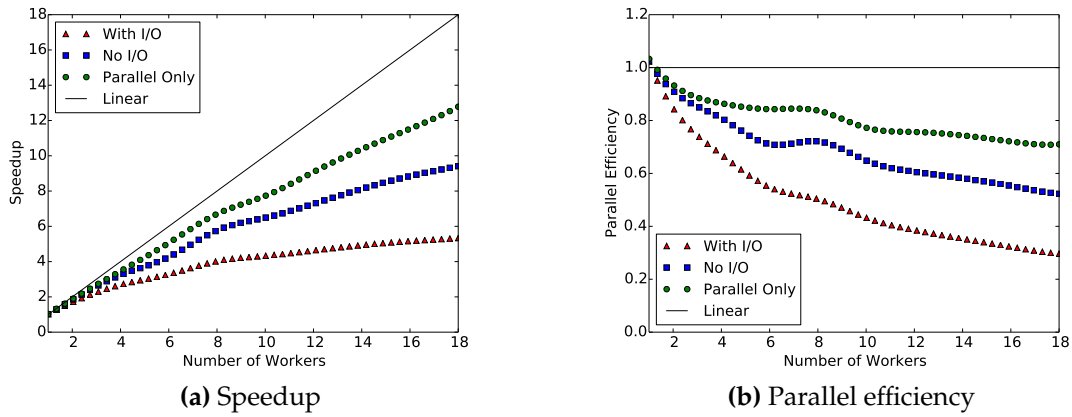 18
16
14
12
10
8
6
4
2
0
Speedup
With I/O
No I/O
Parallel Only
Linear
2 4 6 8 10 12 14 16 18
Number of Workers
(a) Speedup
1.2
1.0
0.8
0.6
0.4
0.2
0.0
Parallel Efficiency
With I/O
No I/O
Parallel Only
Linear
2 4 6 8 10 12 14 16 18
Number of Workers
(b) Parallel efficiency